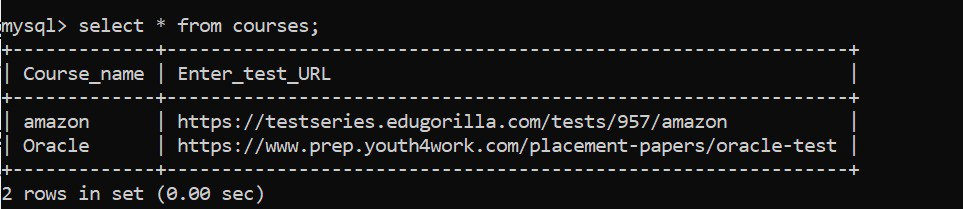 mysql> select * from courses;
+-------------+----------------------------------------------------------+
| Course_name | Enter_test_URL                                           |
+-------------+----------------------------------------------------------+
| amazon      | https://testseries.edugorilla.com/tests/957/amazon       |
| Oracle      | https://www.prep.youth4work.com/placement-papers/oracle-test |
+-------------+----------------------------------------------------------+
2 rows in set (0.00 sec)